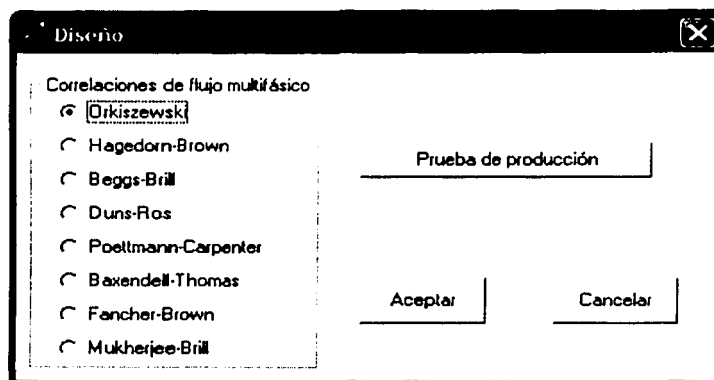 Diseño
Correlaciones de flujo multifásico
Orkiszewski
Hagedorn-Brown
Beggs-Brill
Duns-Ros
Poettmann-Carpenter
Baxendell-Thomas
Fancher-Brown
Mukherjee-Brill
Prueba de producción
Aceptar
Cancelar